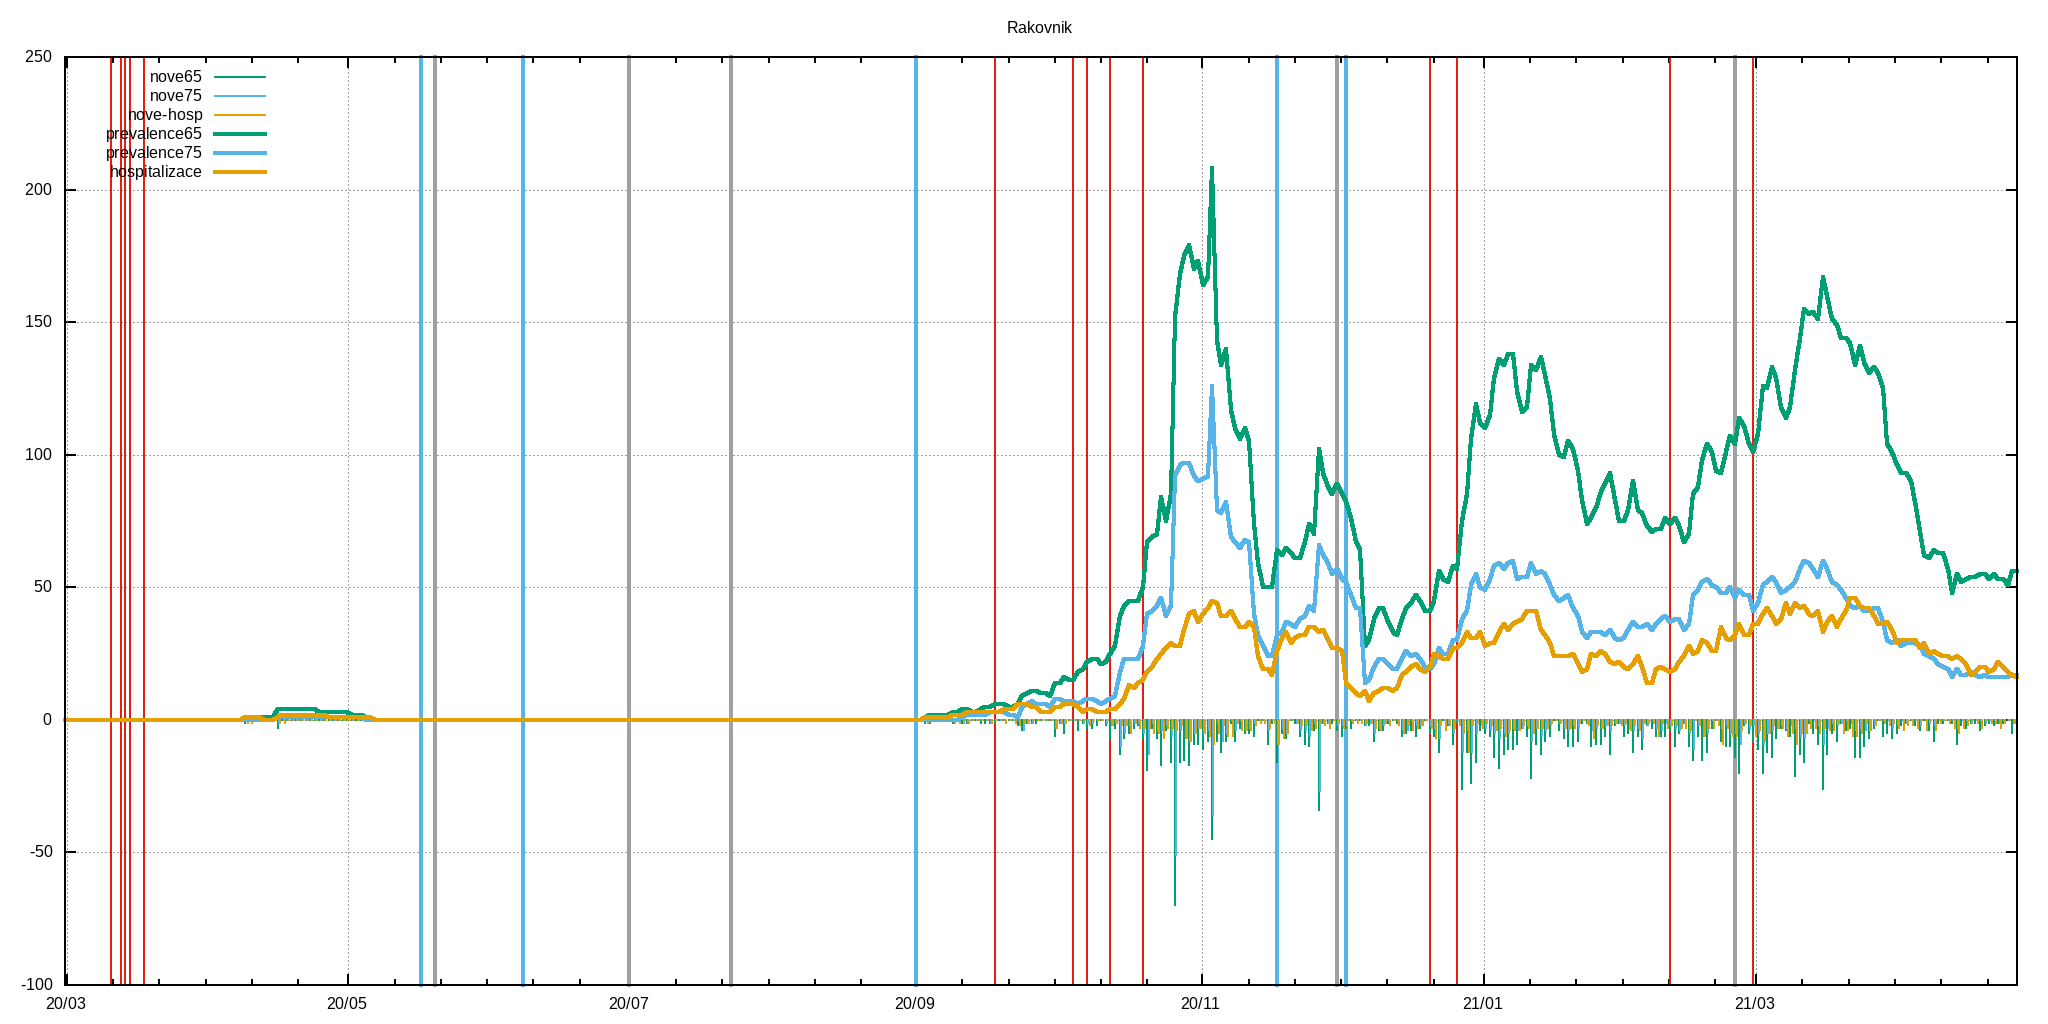 Rakovnik
250
200
150
100
50
0
-50
-100
nove65
nove75
nove-hosp
prevalence65
prevalence75
hospitalizace
20/03 20/05 20/07 20/09 20/11 21/01 21/03